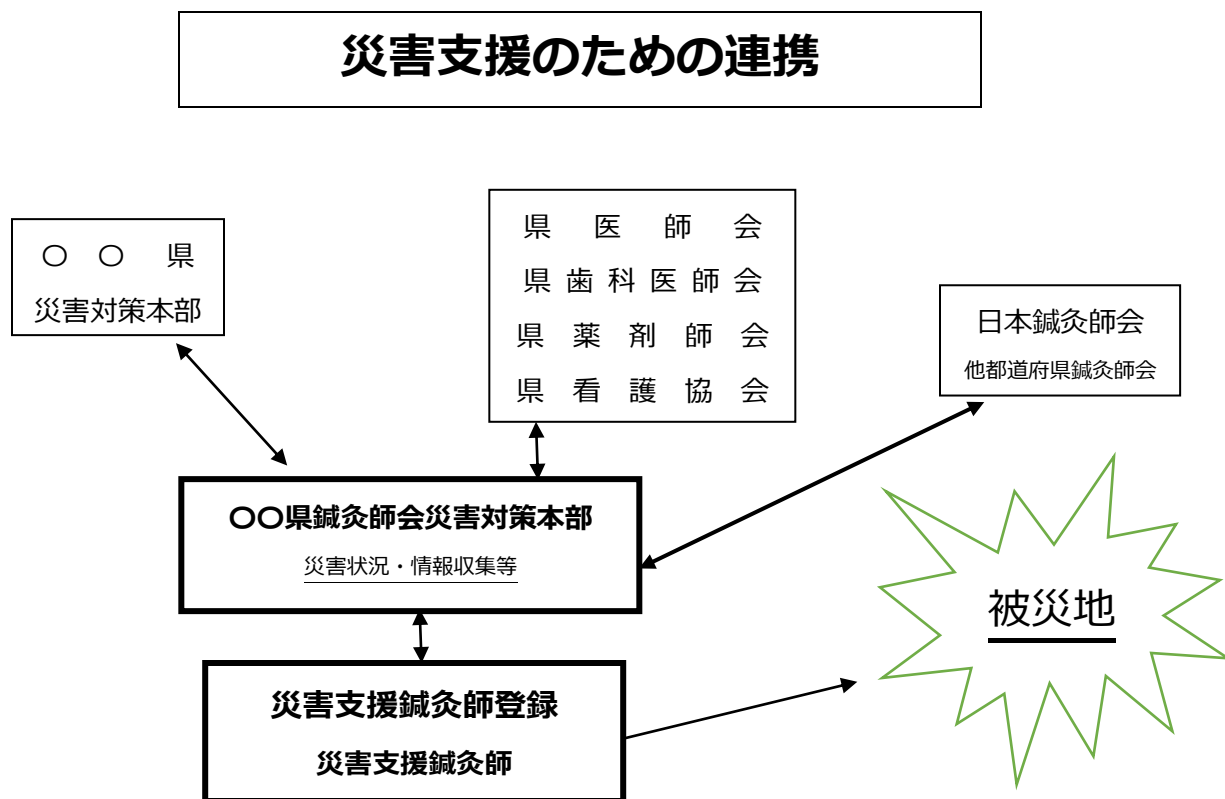 災害支援のための連携
〇 〇 県
災害対策本部
県医師会
県歯科医師会
県薬剤師会
県看護協会
日本鍼灸師会
他都道府県鍼灸師会
〇〇県鍼灸師会災害対策本部
災害状況・情報収集等
被災地
災害支援鍼灸師登録
災害支援鍼灸師